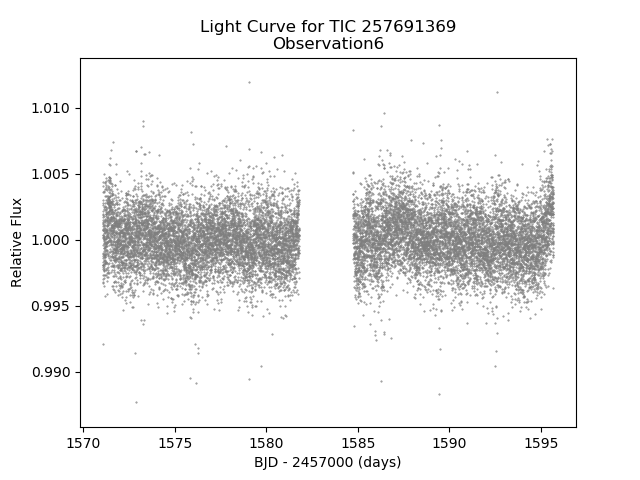 Light Curve for TIC 257691369
Observation6
1.010
1.005
1.000
0.995
0.990
Relative Flux
1570 1575 1580 1585 1590 1595
BJD - 2457000 (days)